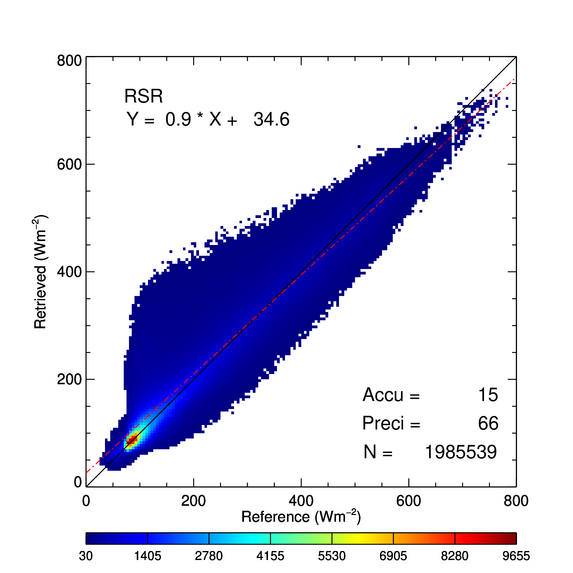 800
RSR
Y = 0.9 * X + 34.6
600
Retrieved (Wm⁻²)
400
200
Accu = 15
Preci = 66
N = 1985539
0
0 200 400 600 800
Reference (Wm⁻²)
30 1405 2780 4155 5530 6905 8280 9655